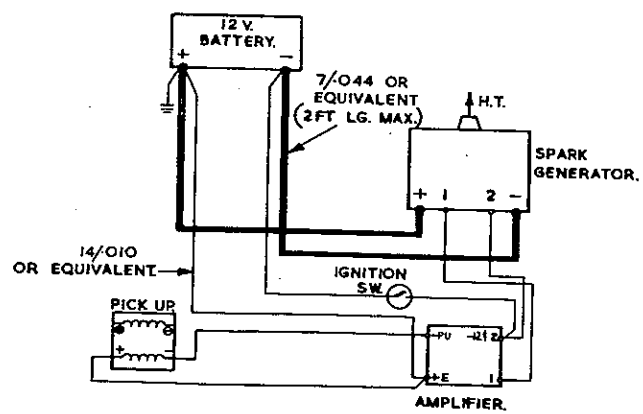 12 V.
BATTERY.
+ −
7/·044 OR
EQUIVALENT
(2FT LG. MAX.)
H.T.
SPARK
GENERATOR.
+ 1 2 −
14/·010
OR EQUIVALENT.
IGNITION
SW.
PICK UP.
+ −
PU
2
+E 1
AMPLIFIER.